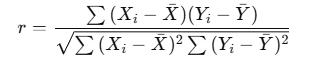 r = \frac{\sum (X_i - \bar{X})(Y_i - \bar{Y})}{\sqrt{\sum (X_i - \bar{X})^2 \sum (Y_i - \bar{Y})^2}}